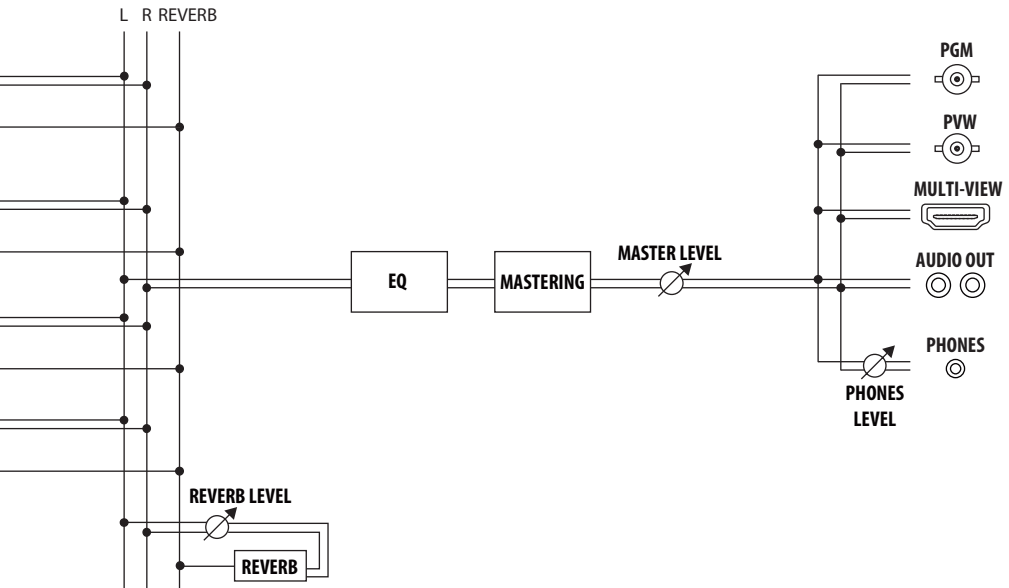 L R REVERB
PGM
PVW
MULTI-VIEW
MASTER LEVEL
AUDIO OUT
EQ
MASTERING
PHONES
PHONES
LEVEL
REVERB LEVEL
REVERB